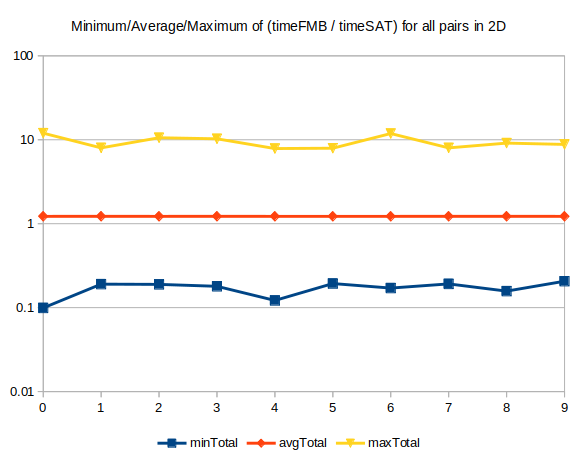 Minimum/Average/Maximum of (timeFMB / timeSAT) for all pairs in 2D
100
10
1
0.1
0.01
0 1 2 3 4 5 6 7 8 9
minTotal avgTotal maxTotal